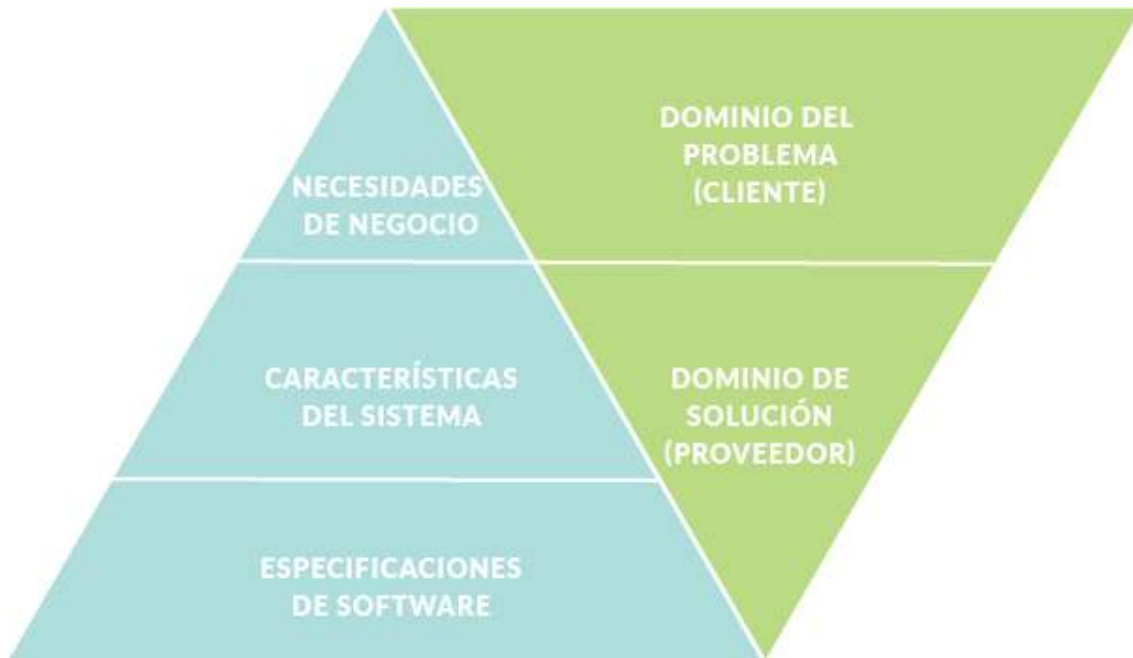 DOMINIO DEL
PROBLEMA
(CLIENTE)
NECESIDADES
DE NEGOCIO
CARACTERÍSTICAS
DEL SISTEMA
DOMINIO DE
SOLUCIÓN
(PROVEEDOR)
ESPECIFICACIONES
DE SOFTWARE